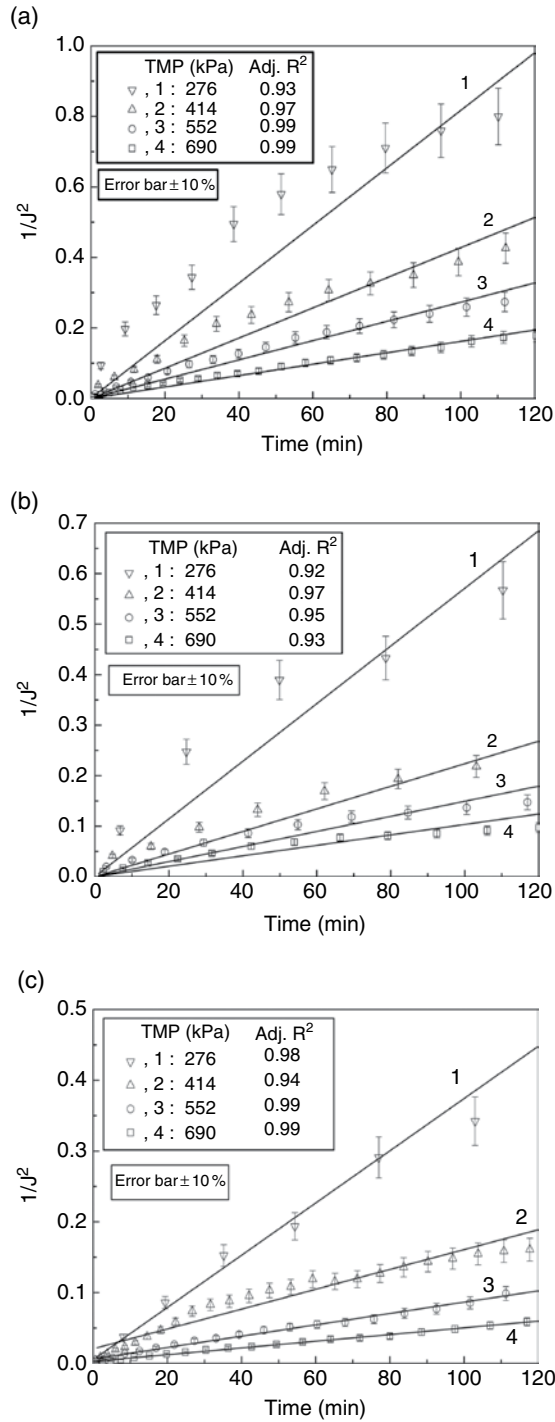 (a)
1.0
0.8
0.6
0.4
0.2
0.0
1/J²
TMP (kPa) Adj. R²
, 1 : 276 0.93
, 2 : 414 0.97
, 3 : 552 0.99
, 4 : 690 0.99
Error bar ± 10 %
1
2
3
4
0 20 40 60 80 100 120
Time (min)
(b)
0.7
0.6
0.5
0.4
0.3
0.2
0.1
0.0
1/J²
TMP (kPa) Adj. R²
, 1 : 276 0.92
, 2 : 414 0.97
, 3 : 552 0.95
, 4 : 690 0.93
Error bar ± 10 %
1
2
3
4
0 20 40 60 80 100 120
Time (min)
(c)
0.5
0.4
0.3
0.2
0.1
0.0
1/J²
TMP (kPa) Adj. R²
, 1 : 276 0.98
, 2 : 414 0.94
, 3 : 552 0.99
, 4 : 690 0.99
Error bar ± 10 %
1
2
3
4
0 20 40 60 80 100 120
Time (min)